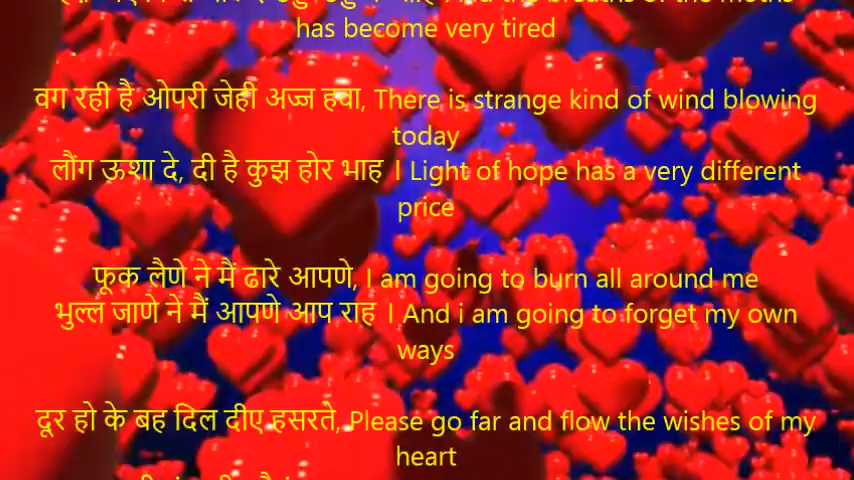 has become very tired
वग रही है ओपरी जेही अज्ज हवा, There is strange kind of wind blowing
today
लौंग ऊशा दे, दी है कुझ होर भाह । Light of hope has a very different
price
फूक लैणे ने मैं ढारे आपणे, I am going to burn all around me
भुल्ल जाणे ने मैं आपणे आप राह । And i am going to forget my own
ways
दूर हो के बह दिल दीए हसरते, Please go far and flow the wishes of my
heart